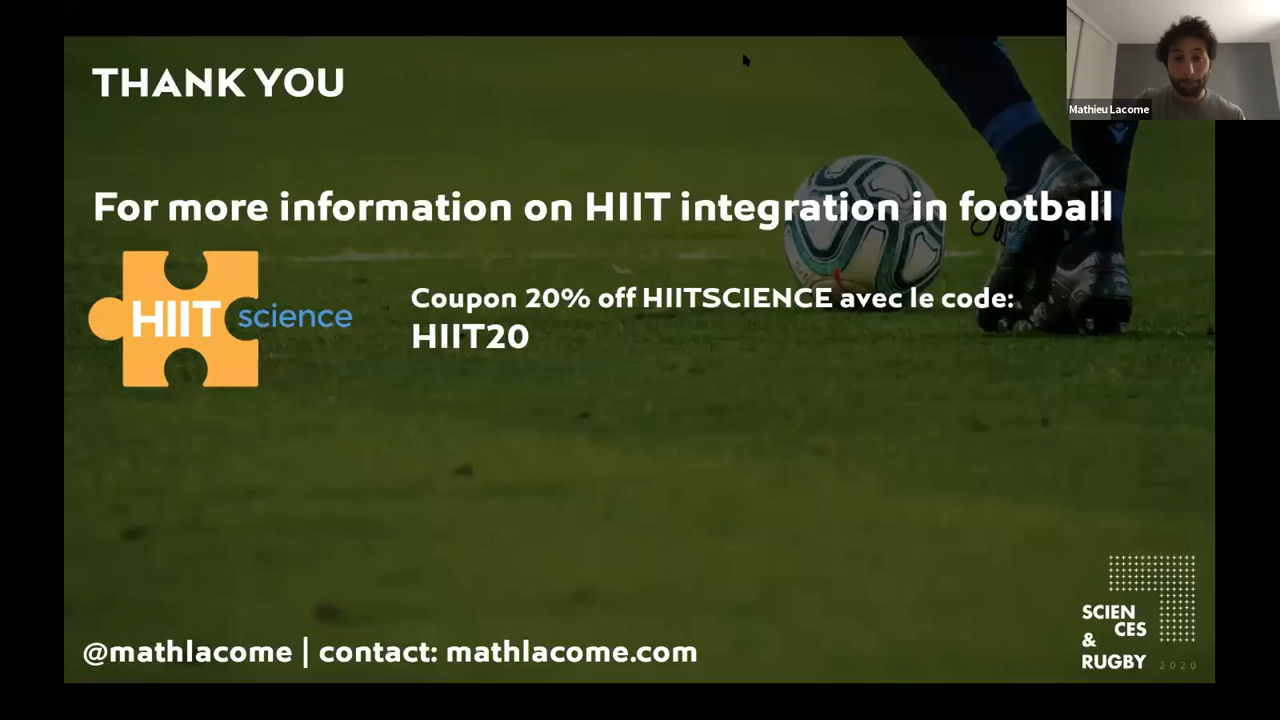 THANK YOU
Mathieu Lacome
For more information on HIIT integration in football
HIIT science
Coupon 20% off HIITSCIENCE avec le code:
HIIT20
@mathlacome | contact: mathlacome.com
SCIEN
CES
&
RUGBY
2020